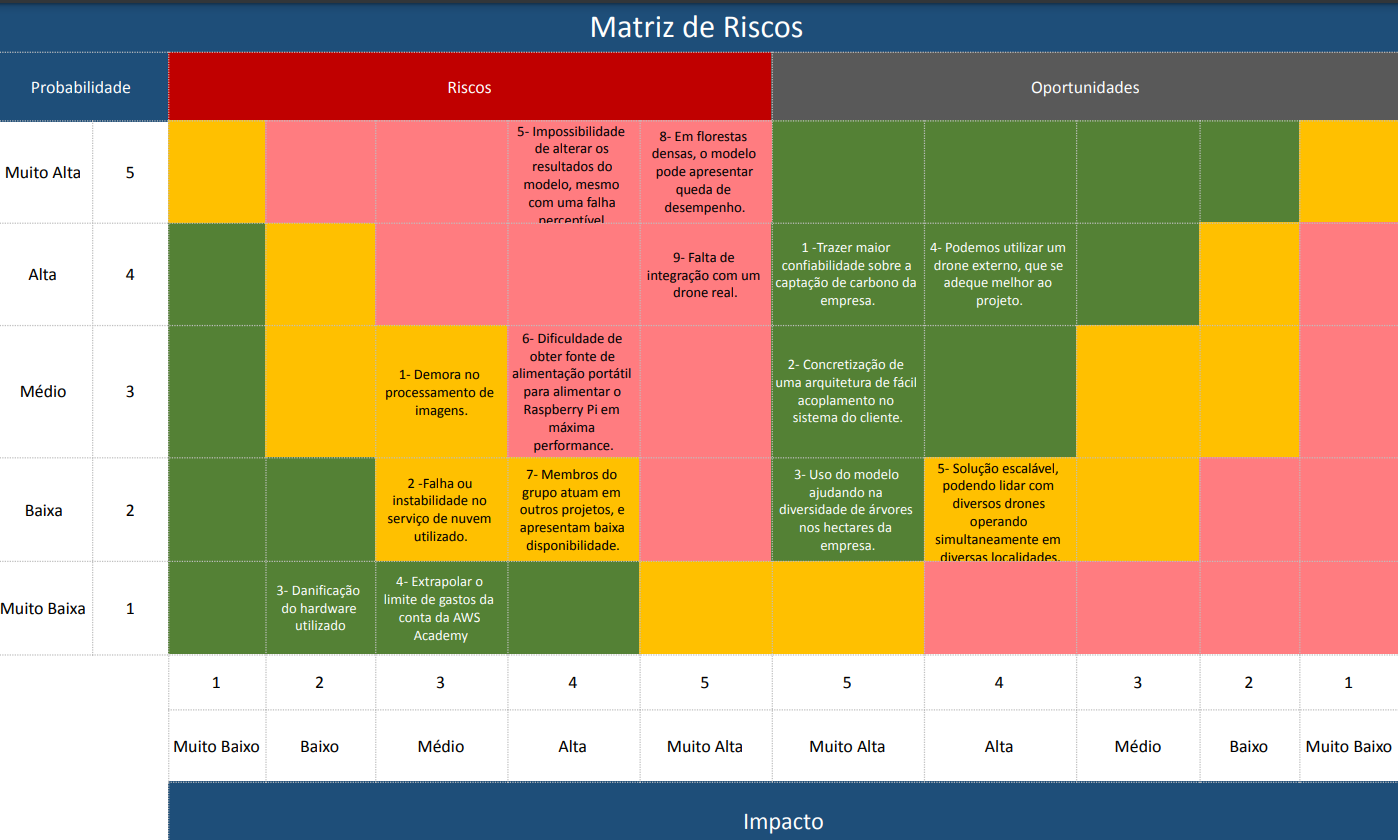 Matriz de Riscos
Probabilidade
Riscos
Oportunidades
Muito Alta
5
5- Impossibilidade
de alterar os
resultados do
modelo, mesmo
com uma falha
perceptível
8- Em florestas
densas, o modelo
pode apresentar
queda de
desempenho.
Alta
4
9- Falta de
integração com um
drone real.
1 -Trazer maior
confiabilidade sobre a
captação de carbono da
empresa.
4- Podemos utilizar um
drone externo, que se
adeque melhor ao
projeto.
Médio
3
1- Demora no
processamento de
imagens.
6- Dificuldade de
obter fonte de
alimentação portátil
para alimentar o
Raspberry Pi em
máxima
performance.
2- Concretização de
uma arquitetura de fácil
acoplamento no
sistema do cliente.
Baixa
2
2 -Falha ou
instabilidade no
serviço de nuvem
utilizado.
7- Membros do
grupo atuam em
outros projetos, e
apresentam baixa
disponibilidade.
3- Uso do modelo
ajudando na
diversidade de árvores
nos hectares da
empresa.
5- Solução escalável,
podendo lidar com
diversos drones
operando
simultaneamente em
diversas localidades.
Muito Baixa
1
3- Danificação
do hardware
utilizado
4- Extrapolar o
limite de gastos da
conta da AWS
Academy
1
2
3
4
5
5
4
3
2
1
Muito Baixo
Baixo
Médio
Alta
Muito Alta
Muito Alta
Alta
Médio
Baixo
Muito Baixo
Impacto